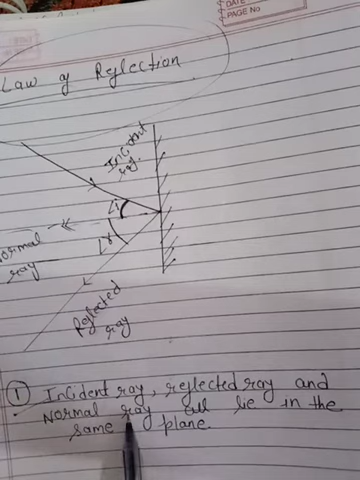 DATE
PAGE No
Law of Reflection
Incident
ray.
∠i
∠r
Normal
ray
Reflected
ray
① Incident ray, reflected ray and
Normal ray all lie in the
same plane.